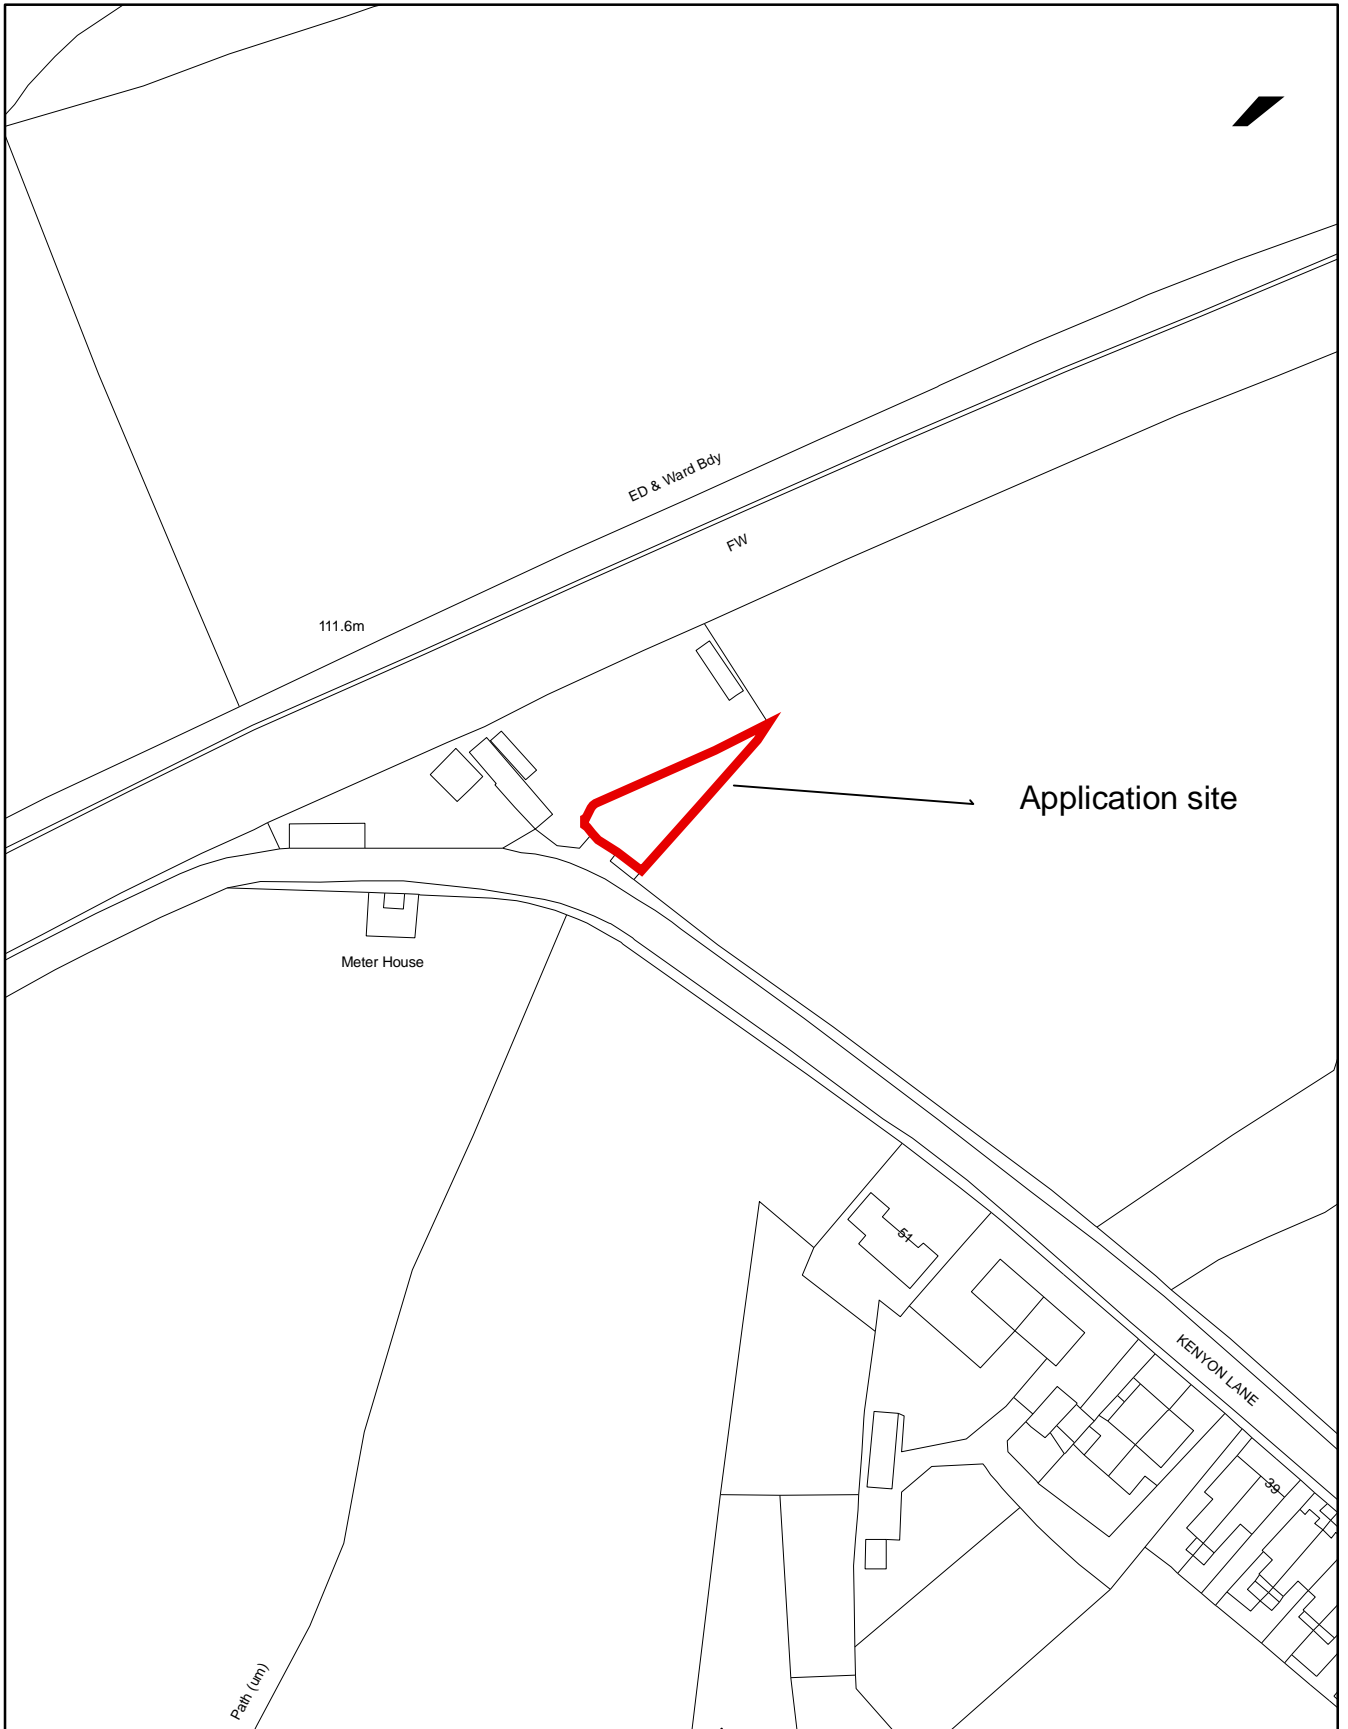 ED & Ward Bdy
FW
111.6m
Application site
Meter House
51
KENYON LANE
39
Path (um)